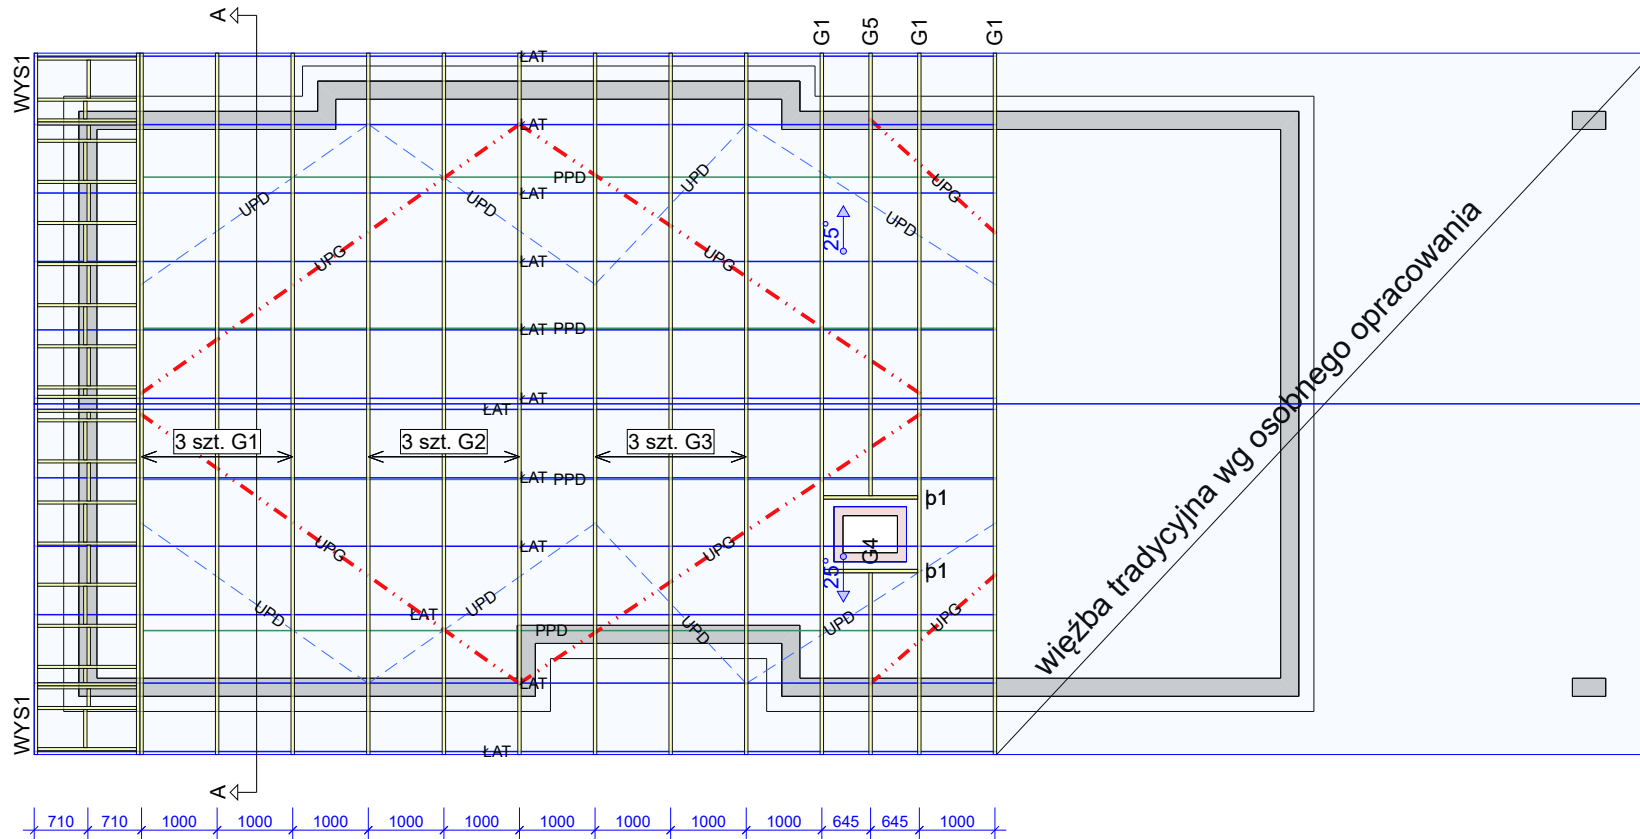 A
WYS1
G1
G5
G1
G1
ŁAT
ŁAT
PPD
ŁAT
UPD
UPD
UPD
UPG
UPD
25°
UPG
UPG
ŁAT
ŁAT PPD
ŁAT
ŁAT
3 szt. G1
3 szt. G2
3 szt. G3
ŁAT PPD
p1
G4
25°
p1
UPG
ŁAT
UPG
UPD
ŁAT
UPD
PPD
UPD
UPD
UPG
ŁAT
WYS1
ŁAT
A
więźba tradycyjna wg osobnego opracowania
710 710 1000 1000 1000 1000 1000 1000 1000 1000 1000 645 645 1000